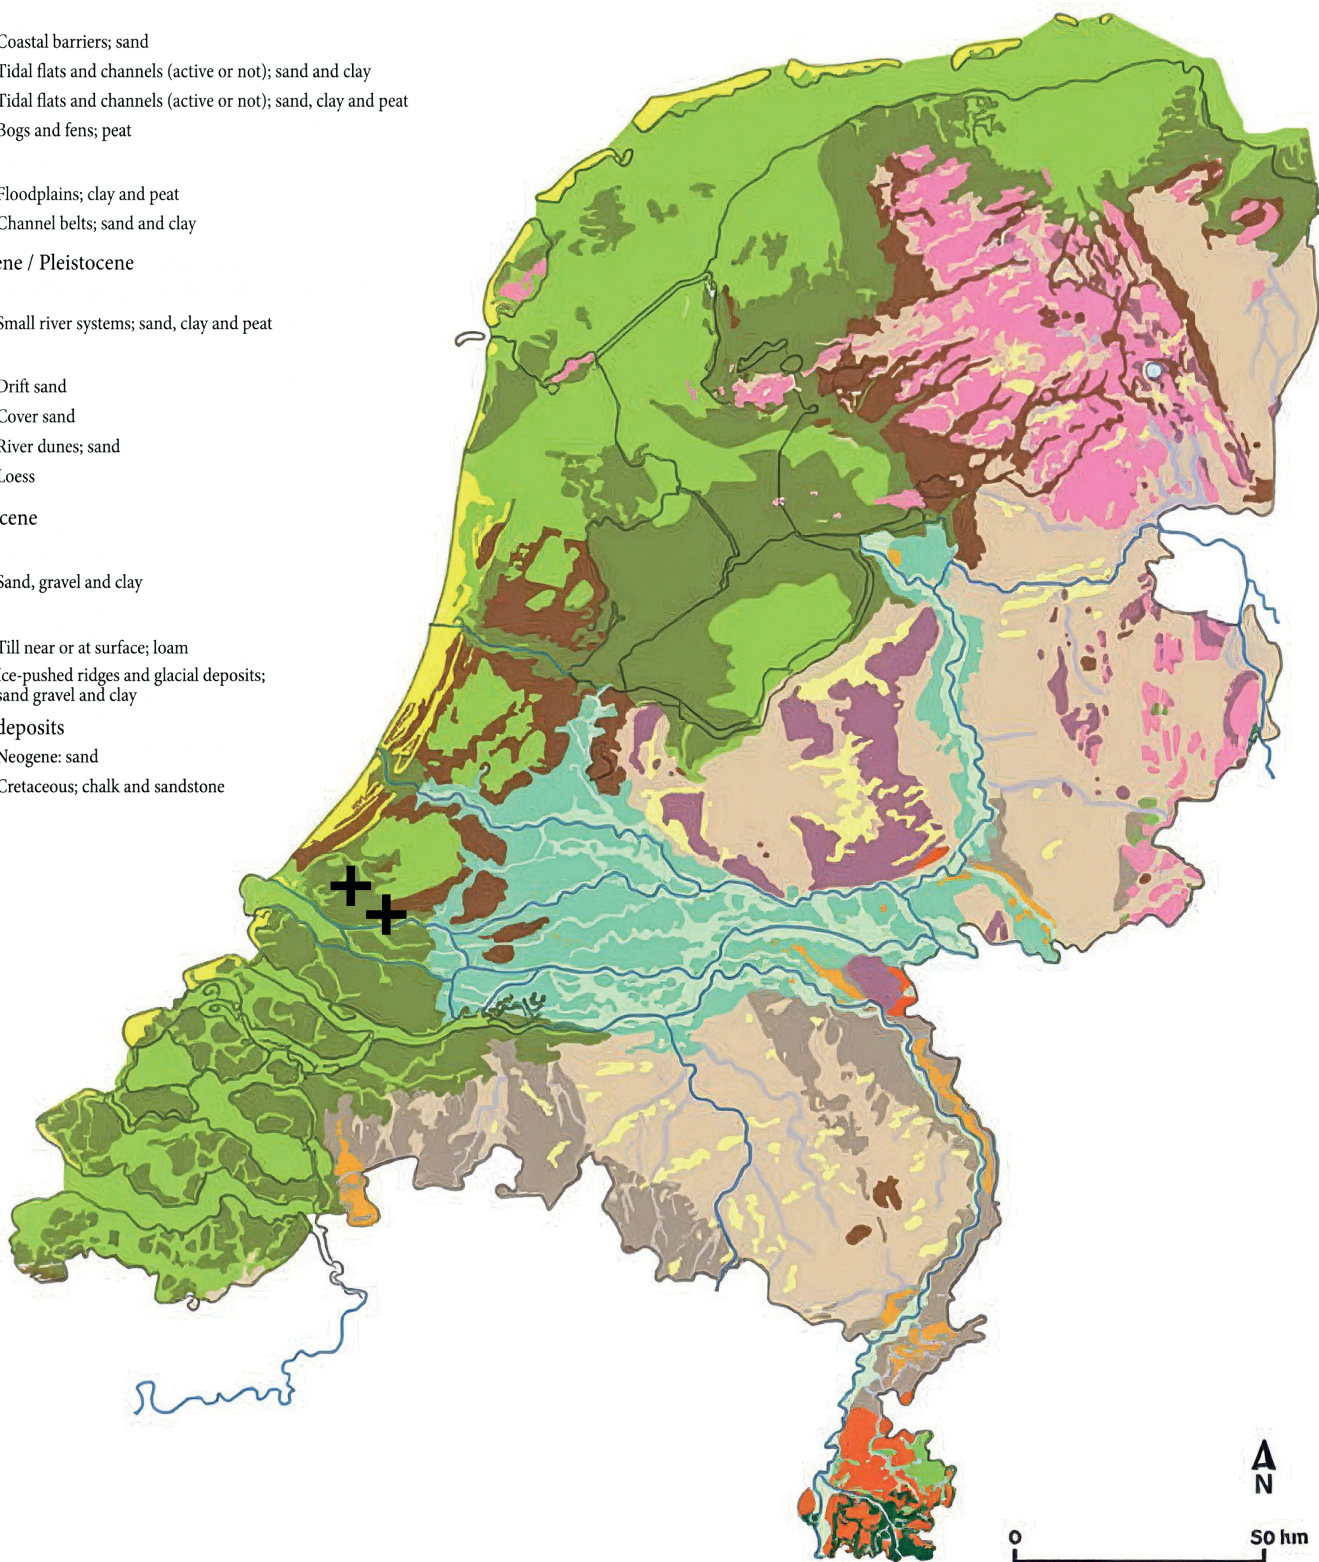 Coastal barriers; sand
Tidal flats and channels (active or not); sand and clay
Tidal flats and channels (active or not); sand, clay and peat
Bogs and fens; peat
Floodplains; clay and peat
Channel belts; sand and clay
ene / Pleistocene
Small river systems; sand, clay and peat
Drift sand
Cover sand
River dunes; sand
Loess
cene
Sand, gravel and clay
Till near or at surface; loam
Ice-pushed ridges and glacial deposits;
sand gravel and clay
deposits
Neogene: sand
Cretaceous; chalk and sandstone
N
0 50 km